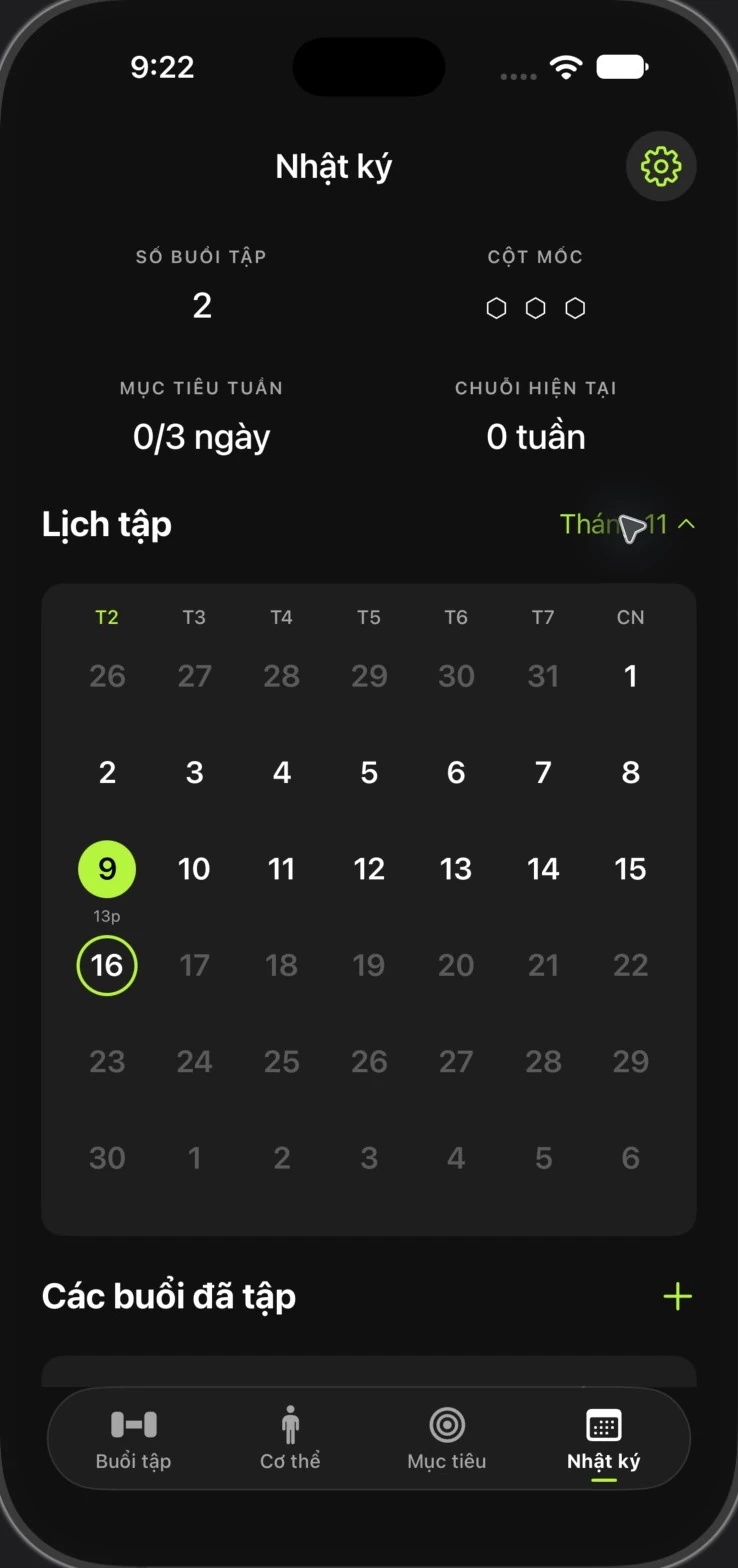 9:22
Nhật ký
SỐ BUỔI TẬP
CỘT MỐC
2
MỤC TIÊU TUẦN
CHUỖI HIỆN TẠI
0/3 ngày
0 tuần
Lịch tập
Tháng 11
T2 T3 T4 T5 T6 T7 CN
26 27 28 29 30 31 1
2 3 4 5 6 7 8
9 10 11 12 13 14 15
13p
16 17 18 19 20 21 22
23 24 25 26 27 28 29
30 1 2 3 4 5 6
Các buổi đã tập
Buổi tập Cơ thể Mục tiêu Nhật ký